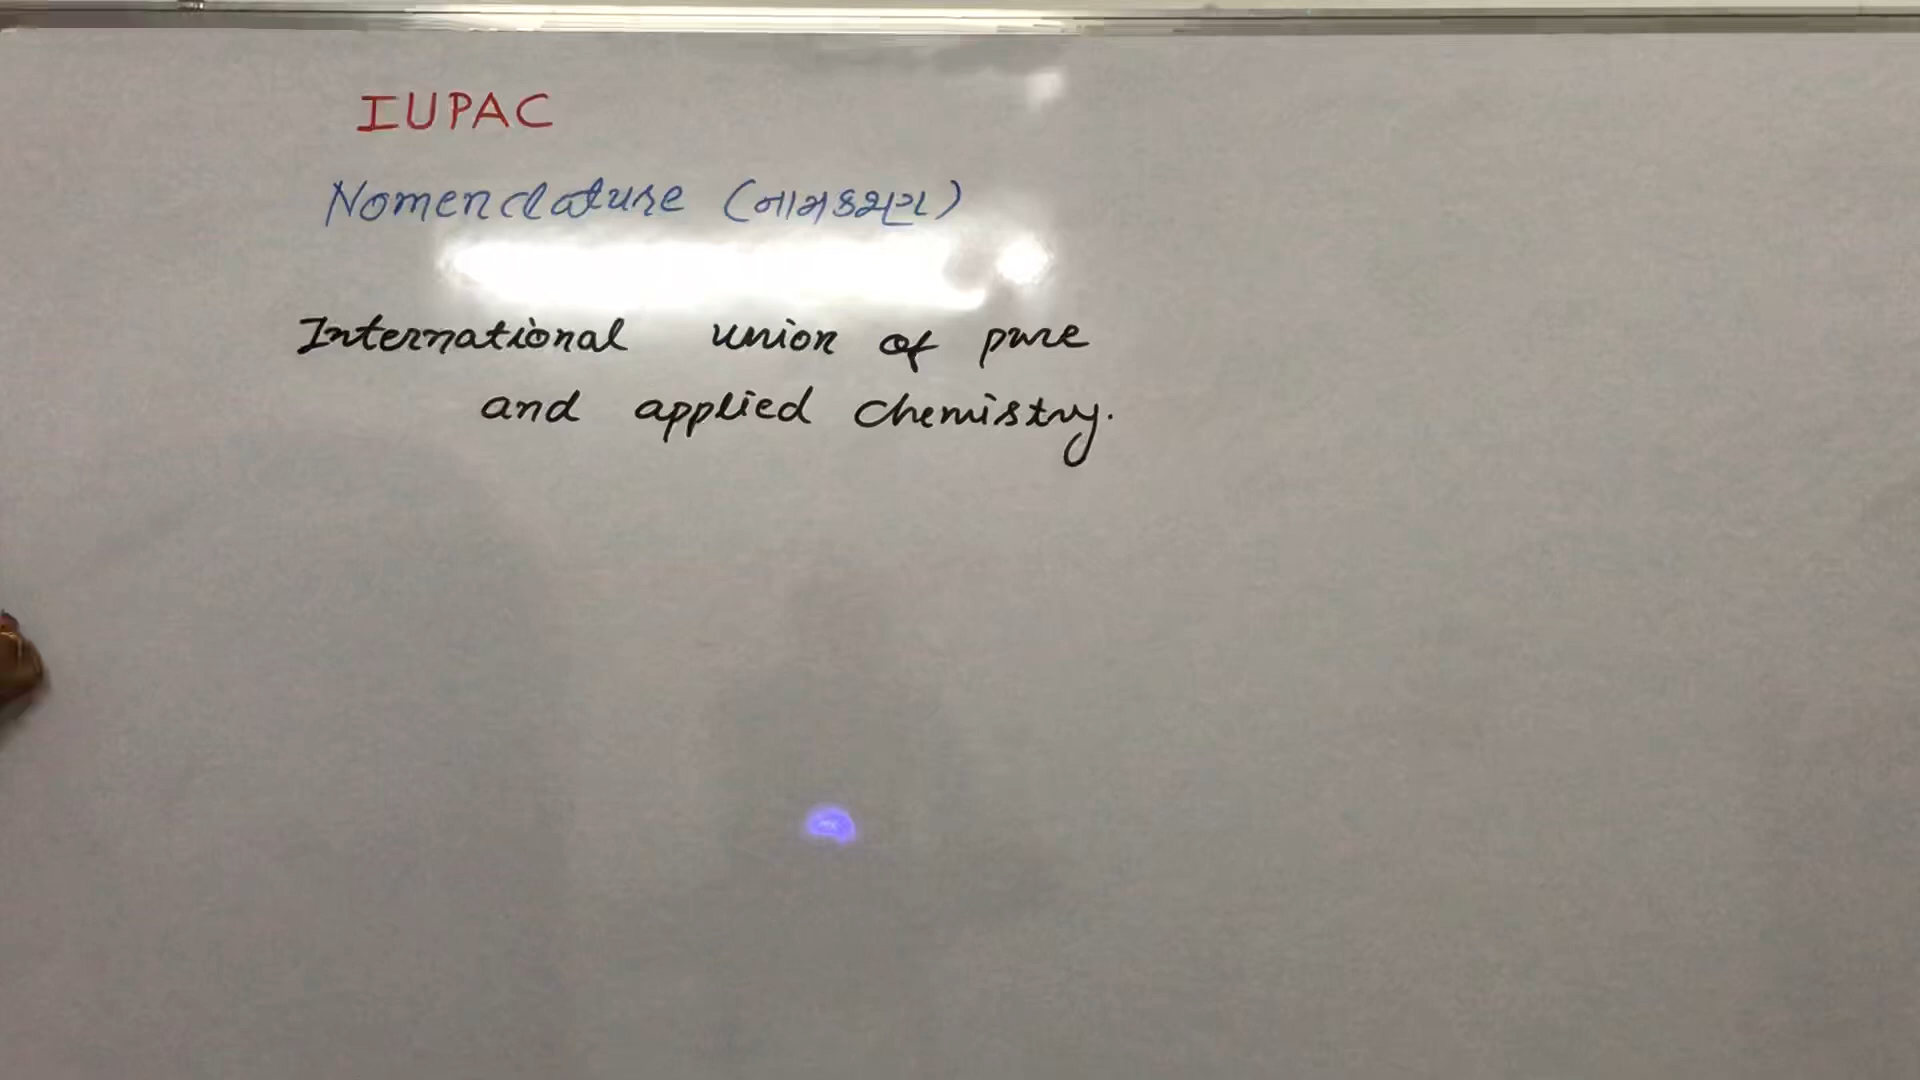 IUPAC
Nomenclature (નામકરણ)
International union of pure
and applied chemistry.